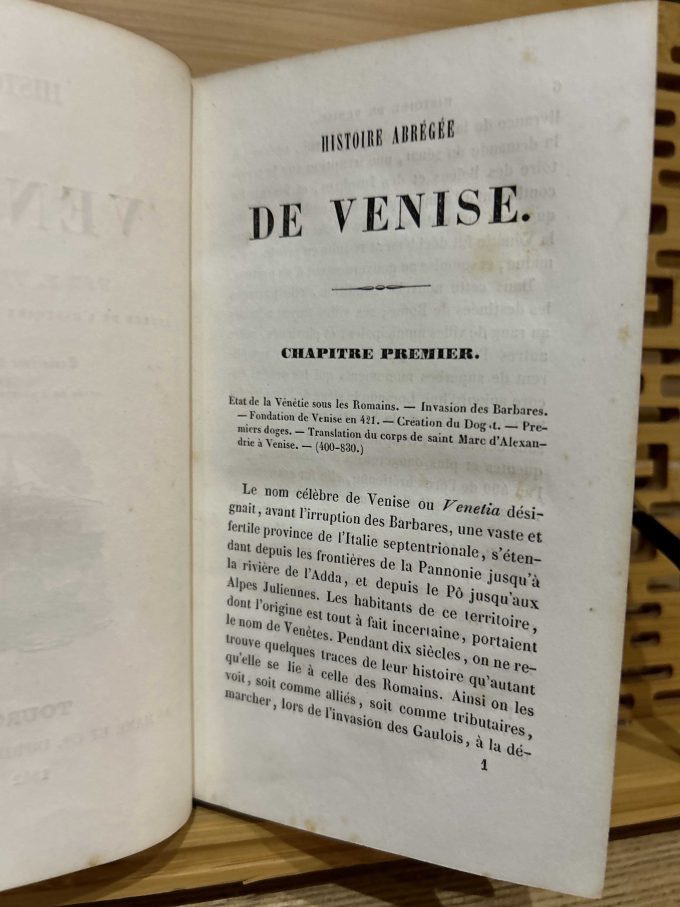 HISTOIRE ABRÉGÉE
DE VENISE.
CHAPITRE PREMIER.
Etat de la Vénétie sous les Romains. — Invasion des Barbares.
— Fondation de Venise en 421. — Création du Dog t. — Pre-
miers doges. — Translation du corps de saint Marc d'Alexan-
drie à Venise. — (400-830.)
Le nom célèbre de Venise ou Venetia dési-
gnait, avant l'irruption des Barbares, une vaste et
fertile province de l'Italie septentrionale, s'éten-
dant depuis les frontières de la Pannonie jusqu'à
la rivière de l'Adda, et depuis le Pô jusqu'aux
Alpes Juliennes. Les habitants de ce territoire,
dont l'origine est tout à fait incertaine, portaient
le nom de Venètes. Pendant dix siècles, on ne re-
trouve quelques traces de leur histoire qu'autant
qu'elle se lie à celle des Romains. Ainsi on les
voit, soit comme alliés, soit comme tributaires,
marcher, lors de l'invasion des Gaulois, à la dé-
1